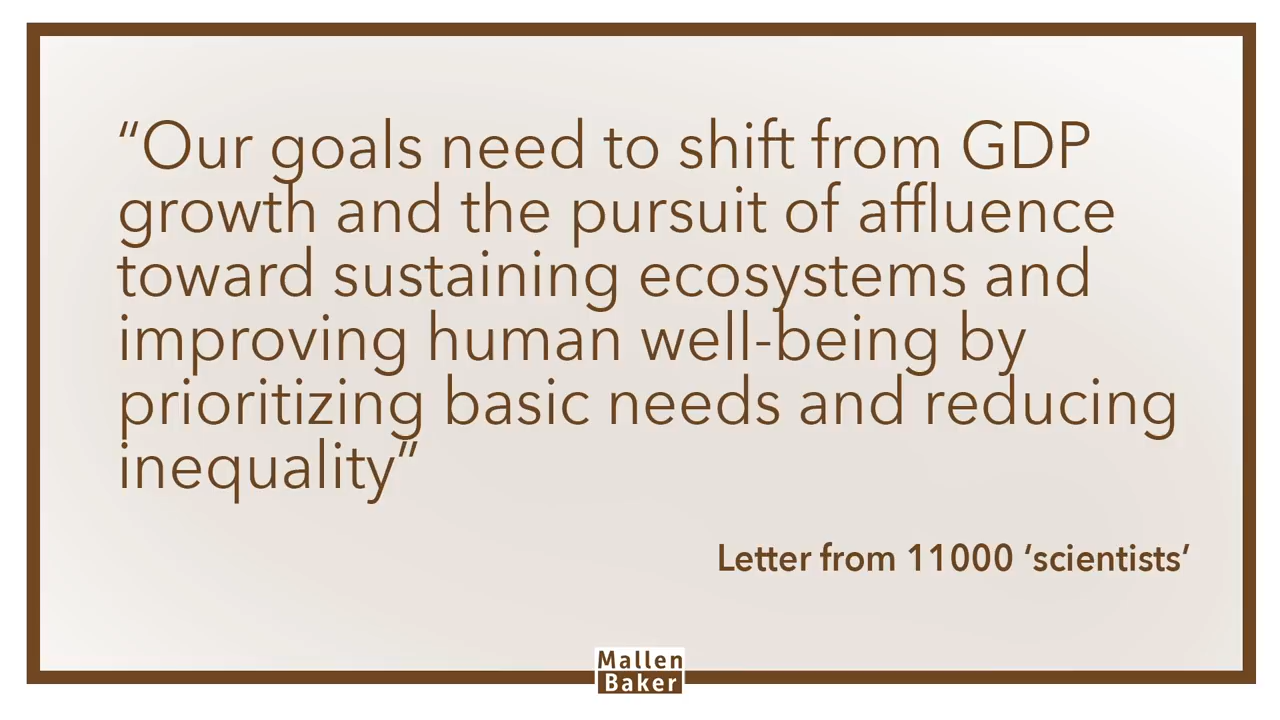 “Our goals need to shift from GDP
growth and the pursuit of affluence
toward sustaining ecosystems and
improving human well-being by
prioritizing basic needs and reducing
inequality”
Letter from 11000 ‘scientists’
Mallen
Baker